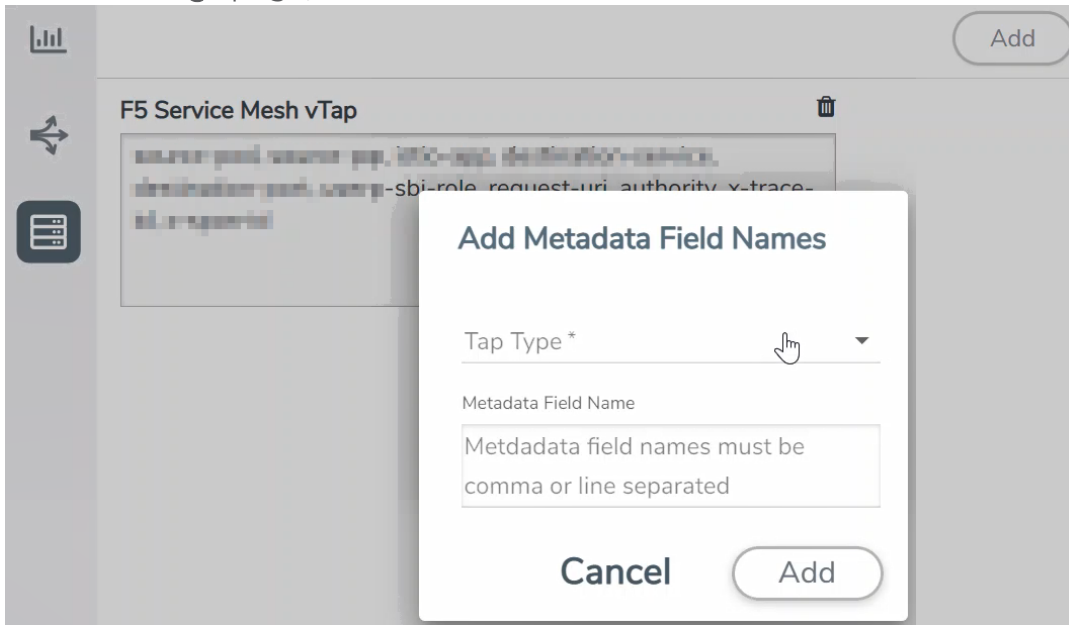 Add
F5 Service Mesh vTap
-sbi-role, request-uri, authority, x-trace-
Add Metadata Field Names
Tap Type *
Metadata Field Name
Metdadata field names must be
comma or line separated
Cancel
Add